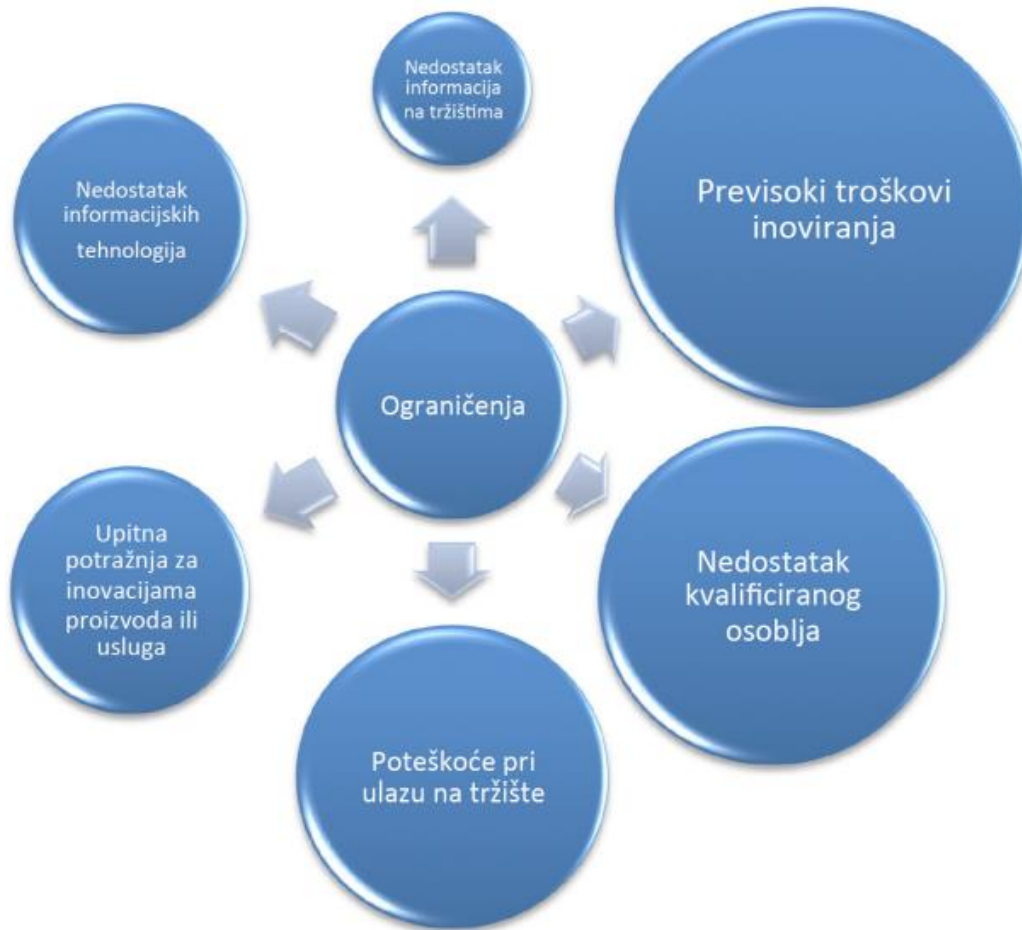 Nedostatak
informacija
na tržištima
Previsoki troškovi
inoviranja
Nedostatak
informacijskih
tehnologija
Ograničenja
Nedostatak
kvalificiranog
osoblja
Upitna
potražnja za
inovacijama
proizvoda ili
usluga
Poteškoće pri
ulazu na tržište